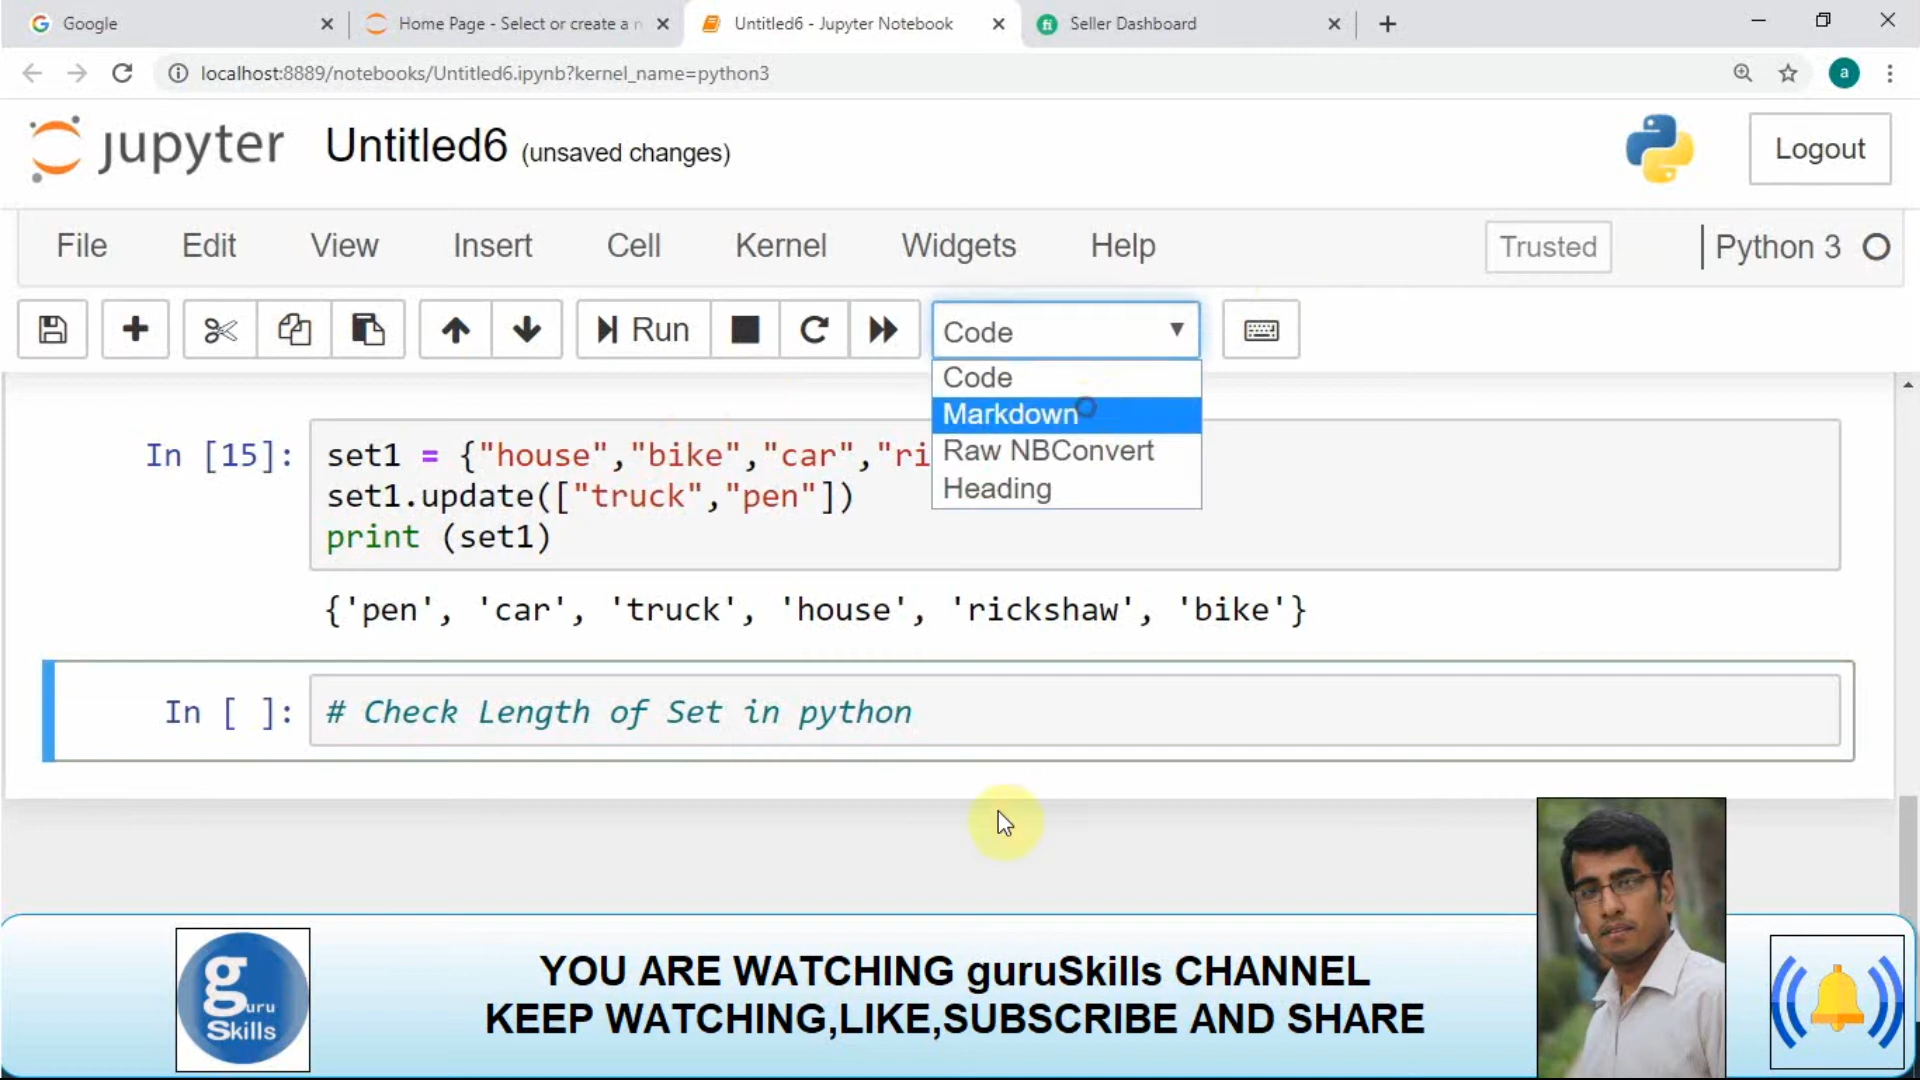 Google
Home Page - Select or create a n
Untitled6 - Jupyter Notebook
fi Seller Dashboard
localhost:8889/notebooks/Untitled6.ipynb?kernel_name=python3
a
jupyter Untitled6 (unsaved changes)
Logout
File Edit View Insert Cell Kernel Widgets Help Trusted Python 3
Run Code
Code
Markdown
Raw NBConvert
Heading
In [15]: set1 = {"house","bike","car","ri
set1.update(["truck","pen"])
print (set1)
{'pen', 'car', 'truck', 'house', 'rickshaw', 'bike'}
In [ ]: # Check Length of Set in python
guru
Skills
YOU ARE WATCHING guruSkills CHANNEL
KEEP WATCHING,LIKE,SUBSCRIBE AND SHARE